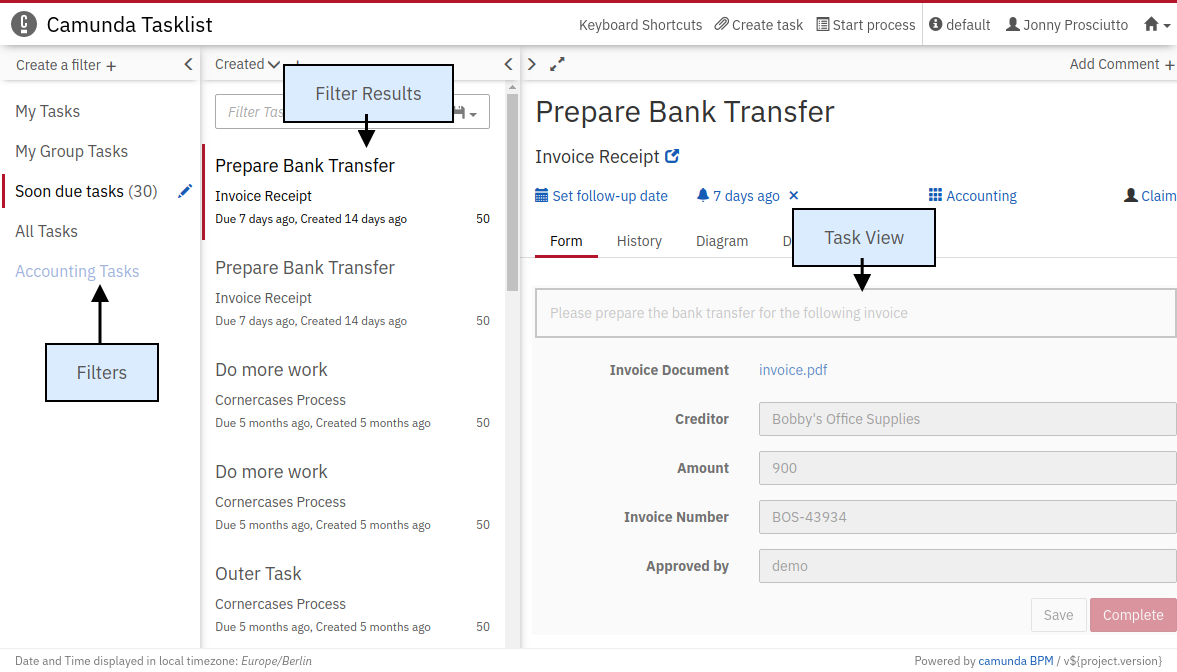 Camunda Tasklist
Keyboard Shortcuts Create task Start process default Jonny Prosciutto
Create a filter +
My Tasks
My Group Tasks
Soon due tasks (30)
All Tasks
Accounting Tasks
Filters
Created
Filter Results
Filter Tas
Prepare Bank Transfer
Invoice Receipt
Due 7 days ago, Created 14 days ago 50
Prepare Bank Transfer
Invoice Receipt
Due 7 days ago, Created 14 days ago 50
Do more work
Cornercases Process
Due 5 months ago, Created 5 months ago 50
Do more work
Cornercases Process
Due 5 months ago, Created 5 months ago 50
Outer Task
Cornercases Process
Due 5 months ago, Created 5 months ago 50
Add Comment +
Prepare Bank Transfer
Invoice Receipt
Set follow-up date 7 days ago × Accounting Claim
Form History Diagram D
Task View
Please prepare the bank transfer for the following invoice
Invoice Document invoice.pdf
Creditor Bobby's Office Supplies
Amount 900
Invoice Number BOS-43934
Approved by demo
Save Complete
Date and Time displayed in local timezone: Europe/Berlin
Powered by camunda BPM / v${project.version}